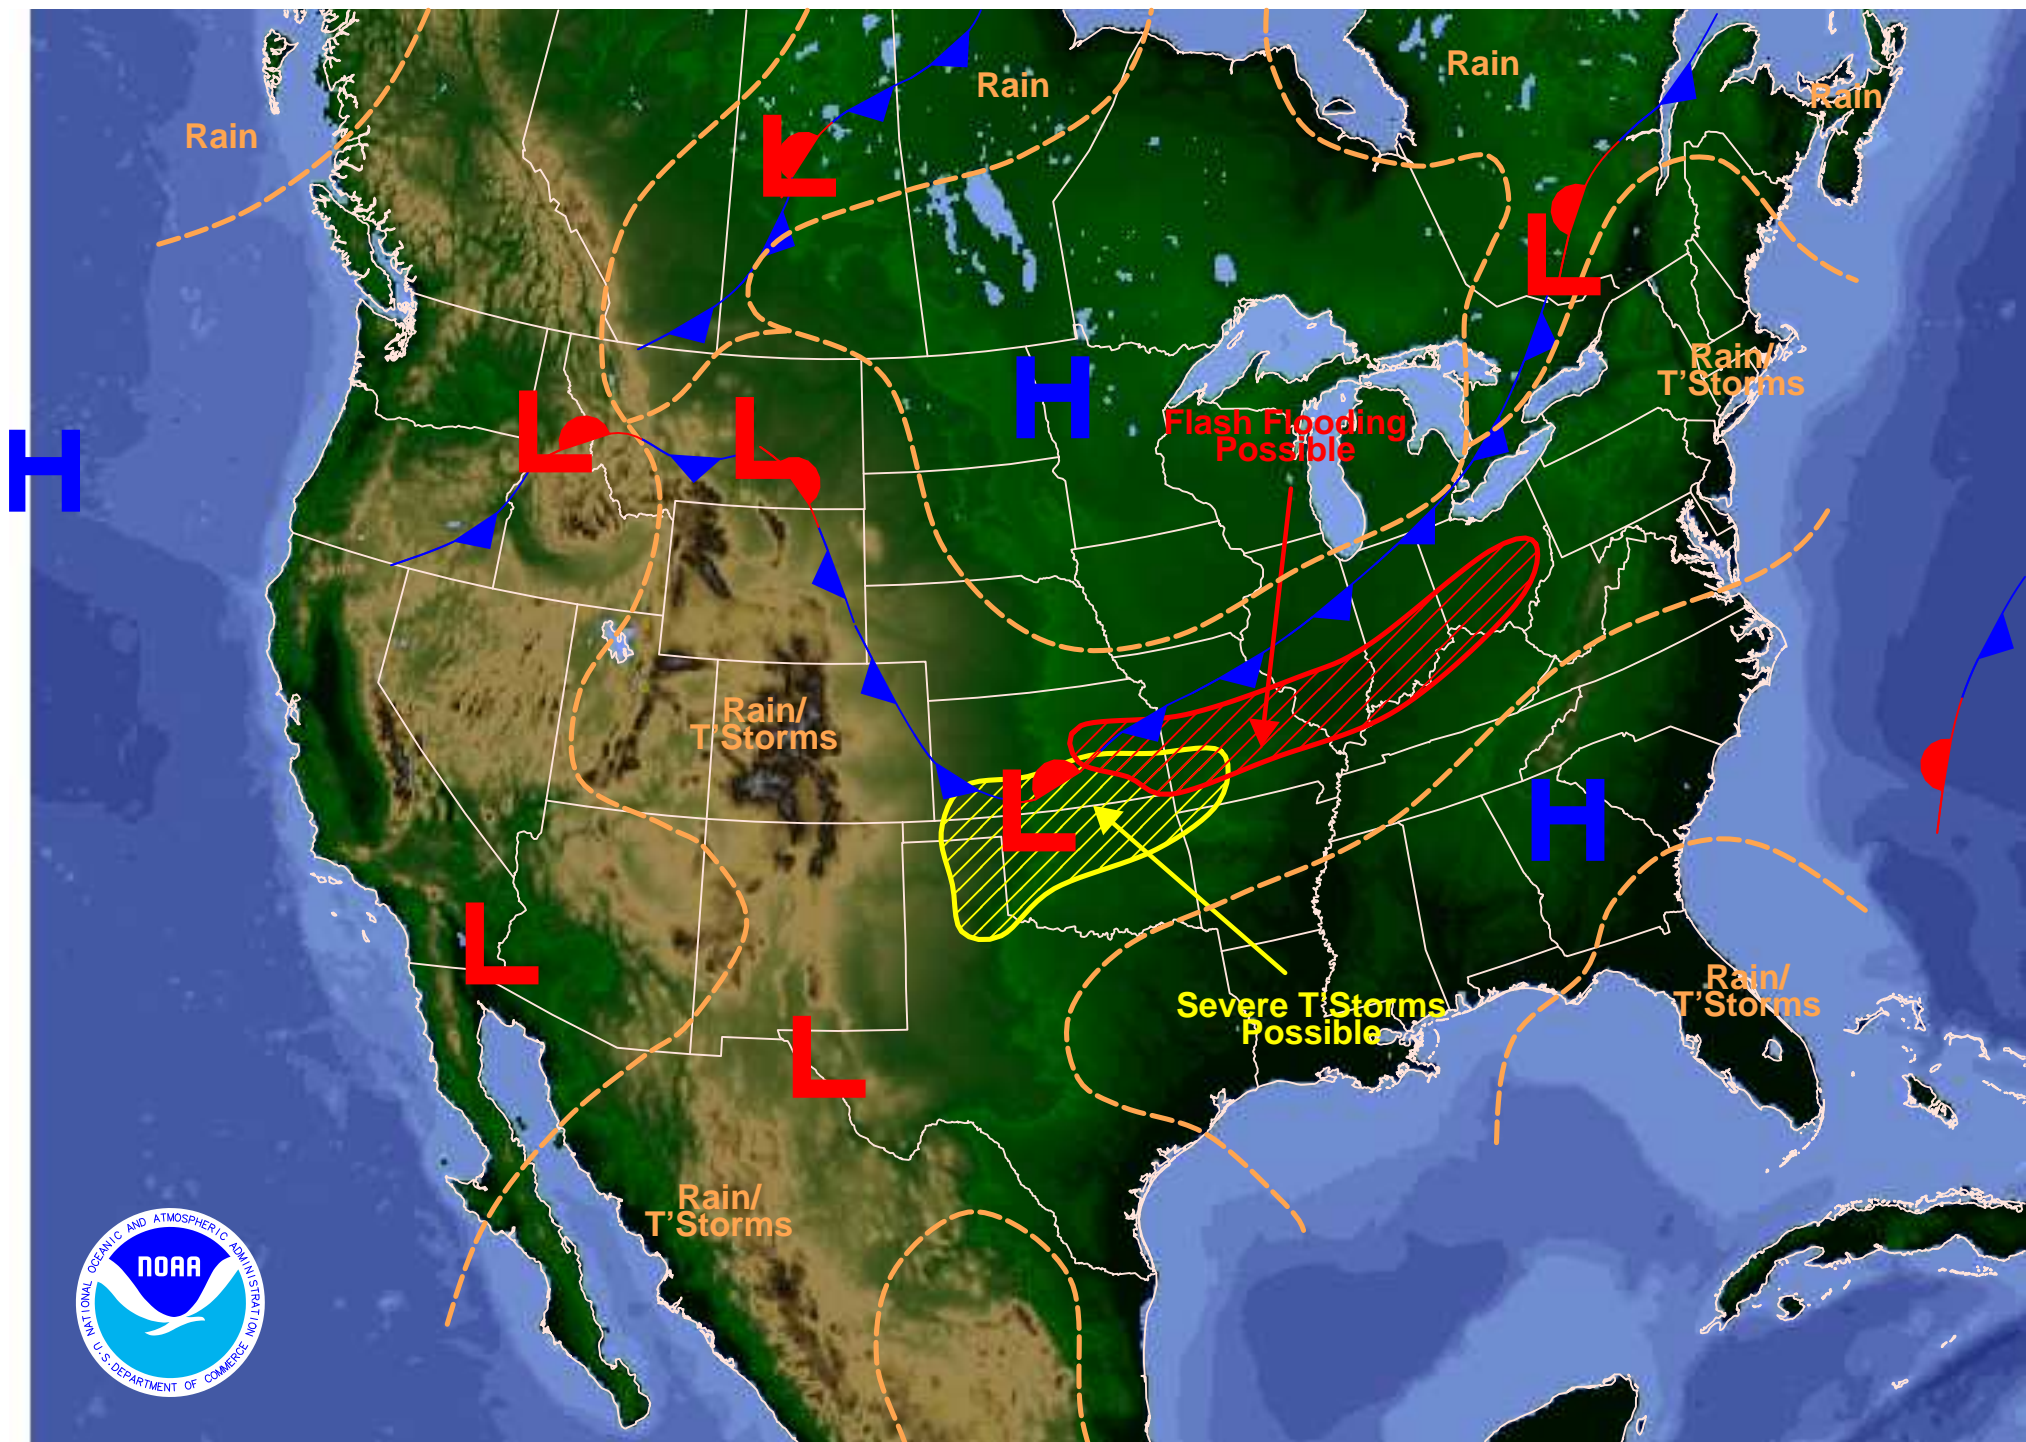 Rain
Rain
Rain
Rain
L
L
H
Rain/
T'Storms
L
L
Flash Flooding
Possible
H
Rain/
T'Storms
L
H
L
Rain/
T'Storms
Severe T'Storms
Possible
L
Rain/
T'Storms
NATIONAL OCEANIC AND ATMOSPHERIC ADMINISTRATION
NOAA
U.S. DEPARTMENT OF COMMERCE